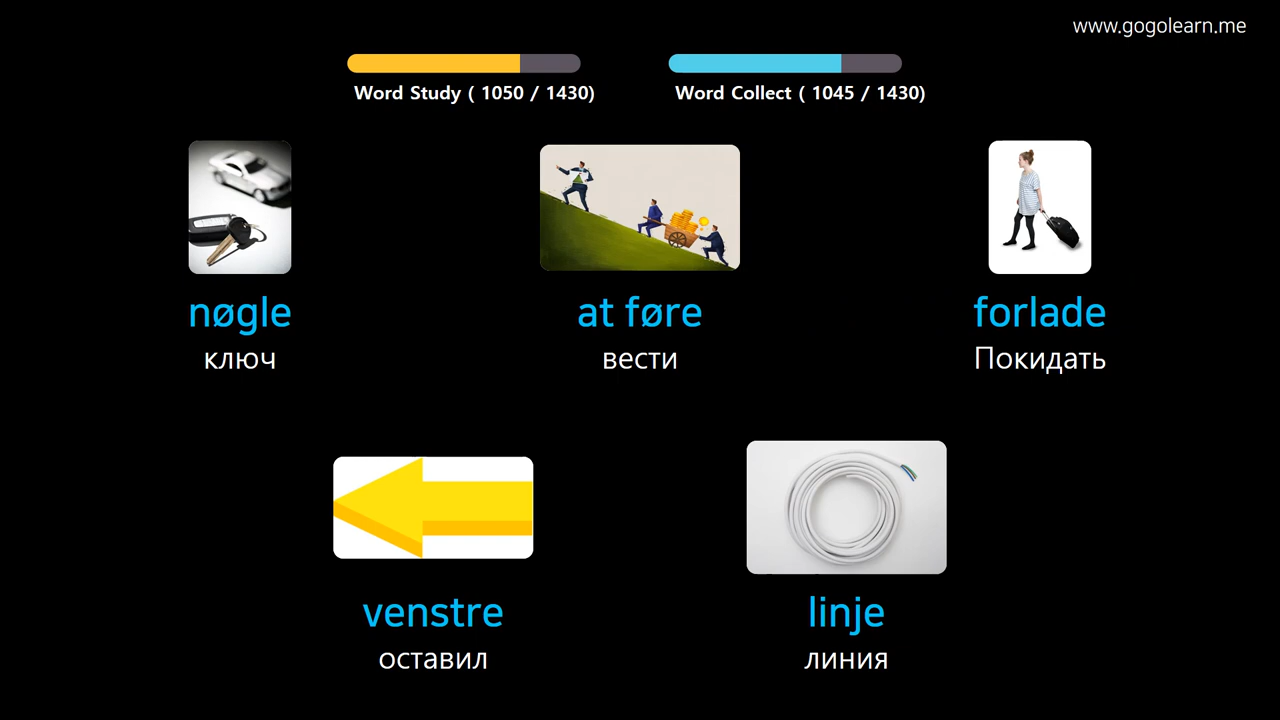 www.gogolearn.me
Word Study ( 1050 / 1430)
Word Collect ( 1045 / 1430)
nøgle
at føre
forlade
ключ
вести
Покидать
venstre
linje
оставил
линия